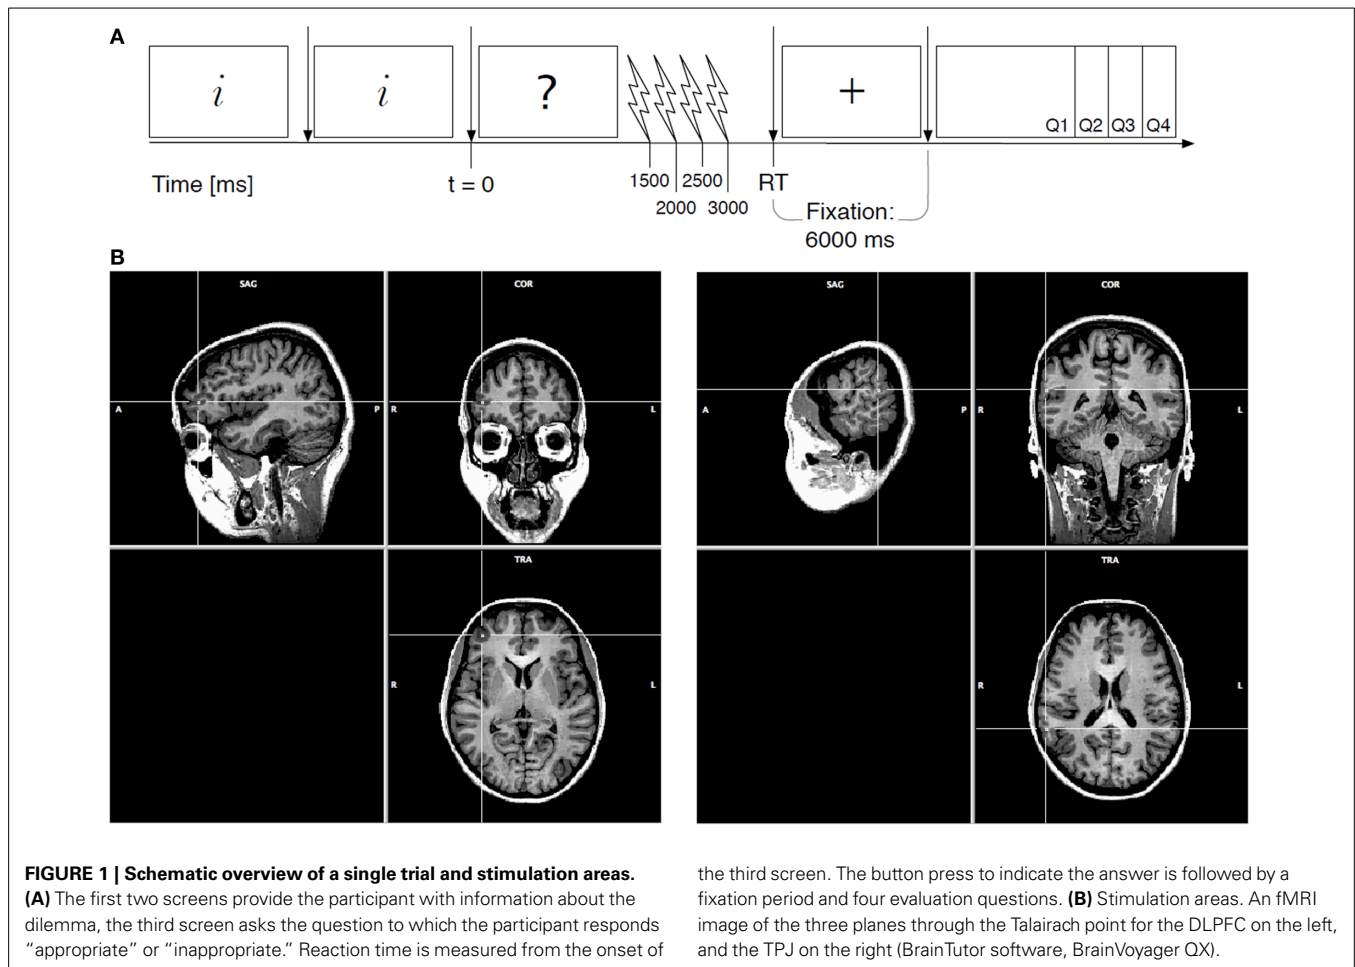 A
i
i
?
+
Q1 Q2 Q3 Q4
Time [ms]
t = 0
1500 2500
2000 3000
RT
Fixation:
6000 ms
B
SAG
A
P
COR
R
L
TRA
R
L
SAG
A
P
COR
R
L
TRA
R
L
FIGURE 1 | Schematic overview of a single trial and stimulation areas.
(A) The first two screens provide the participant with information about the
dilemma, the third screen asks the question to which the participant responds
“appropriate” or “inappropriate.” Reaction time is measured from the onset of
the third screen. The button press to indicate the answer is followed by a
fixation period and four evaluation questions. (B) Stimulation areas. An fMRI
image of the three planes through the Talairach point for the DLPFC on the left,
and the TPJ on the right (BrainTutor software, BrainVoyager QX).